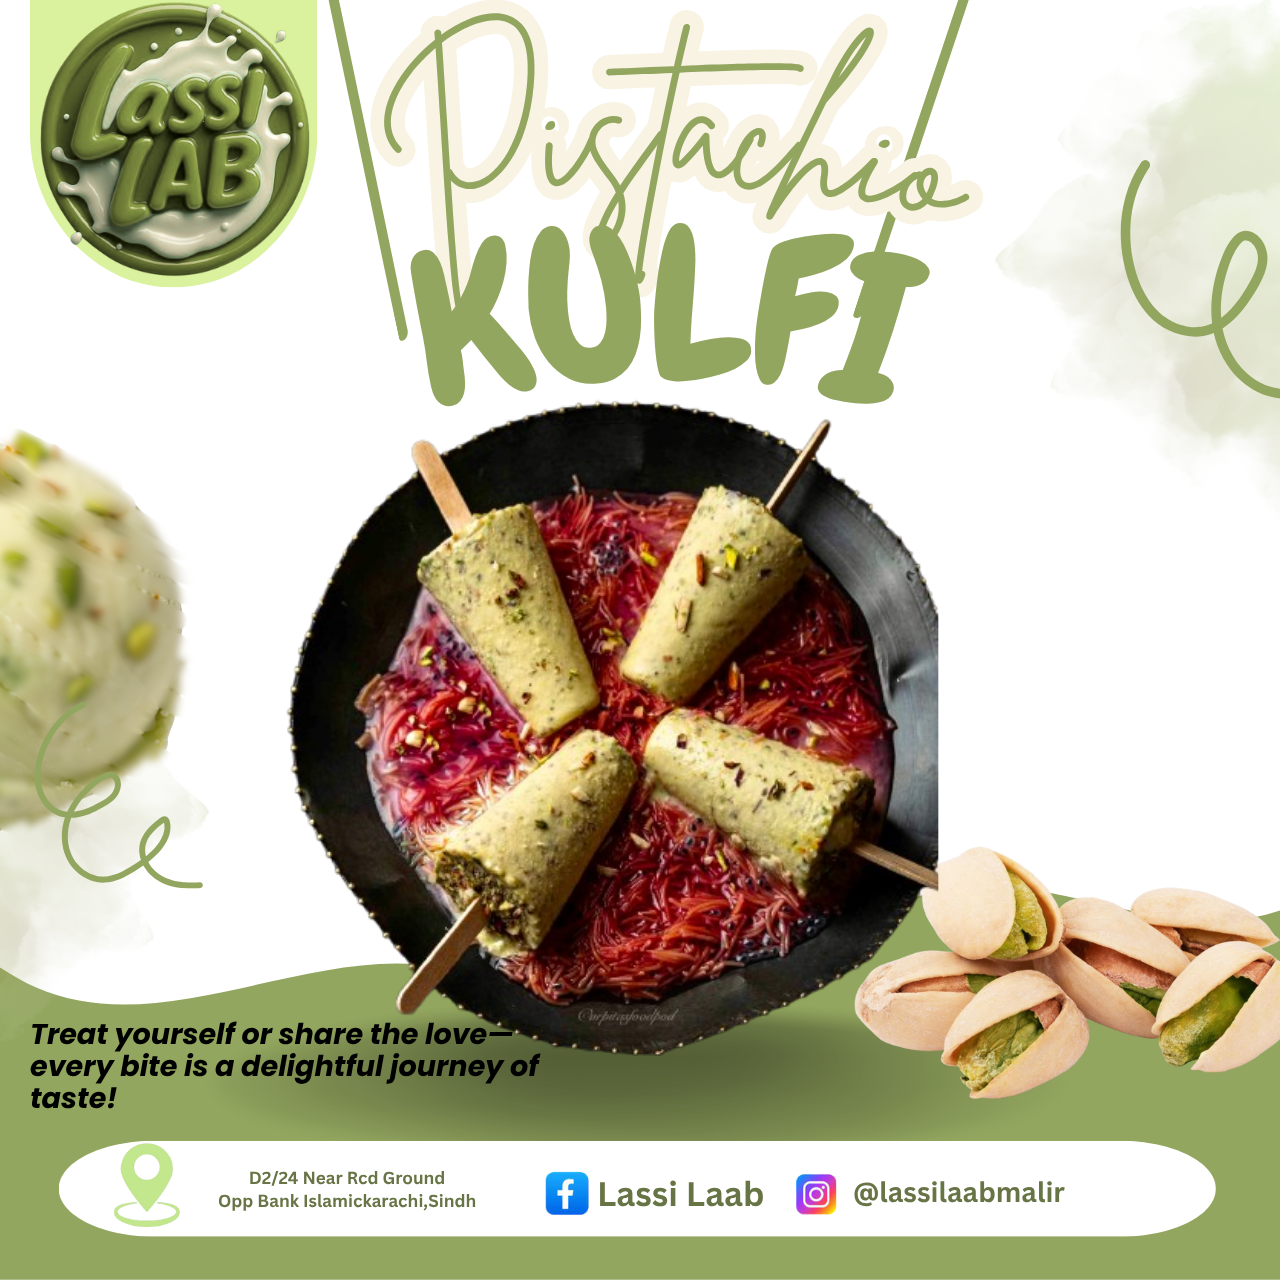 Lassi
LAB
Pistachio
KULFI
©arpitasfoodpod
Treat yourself or share the love—
every bite is a delightful journey of
taste!
D2/24 Near Rcd Ground
Opp Bank Islamickarachi,Sindh
Lassi Laab
@lassilaabmalir